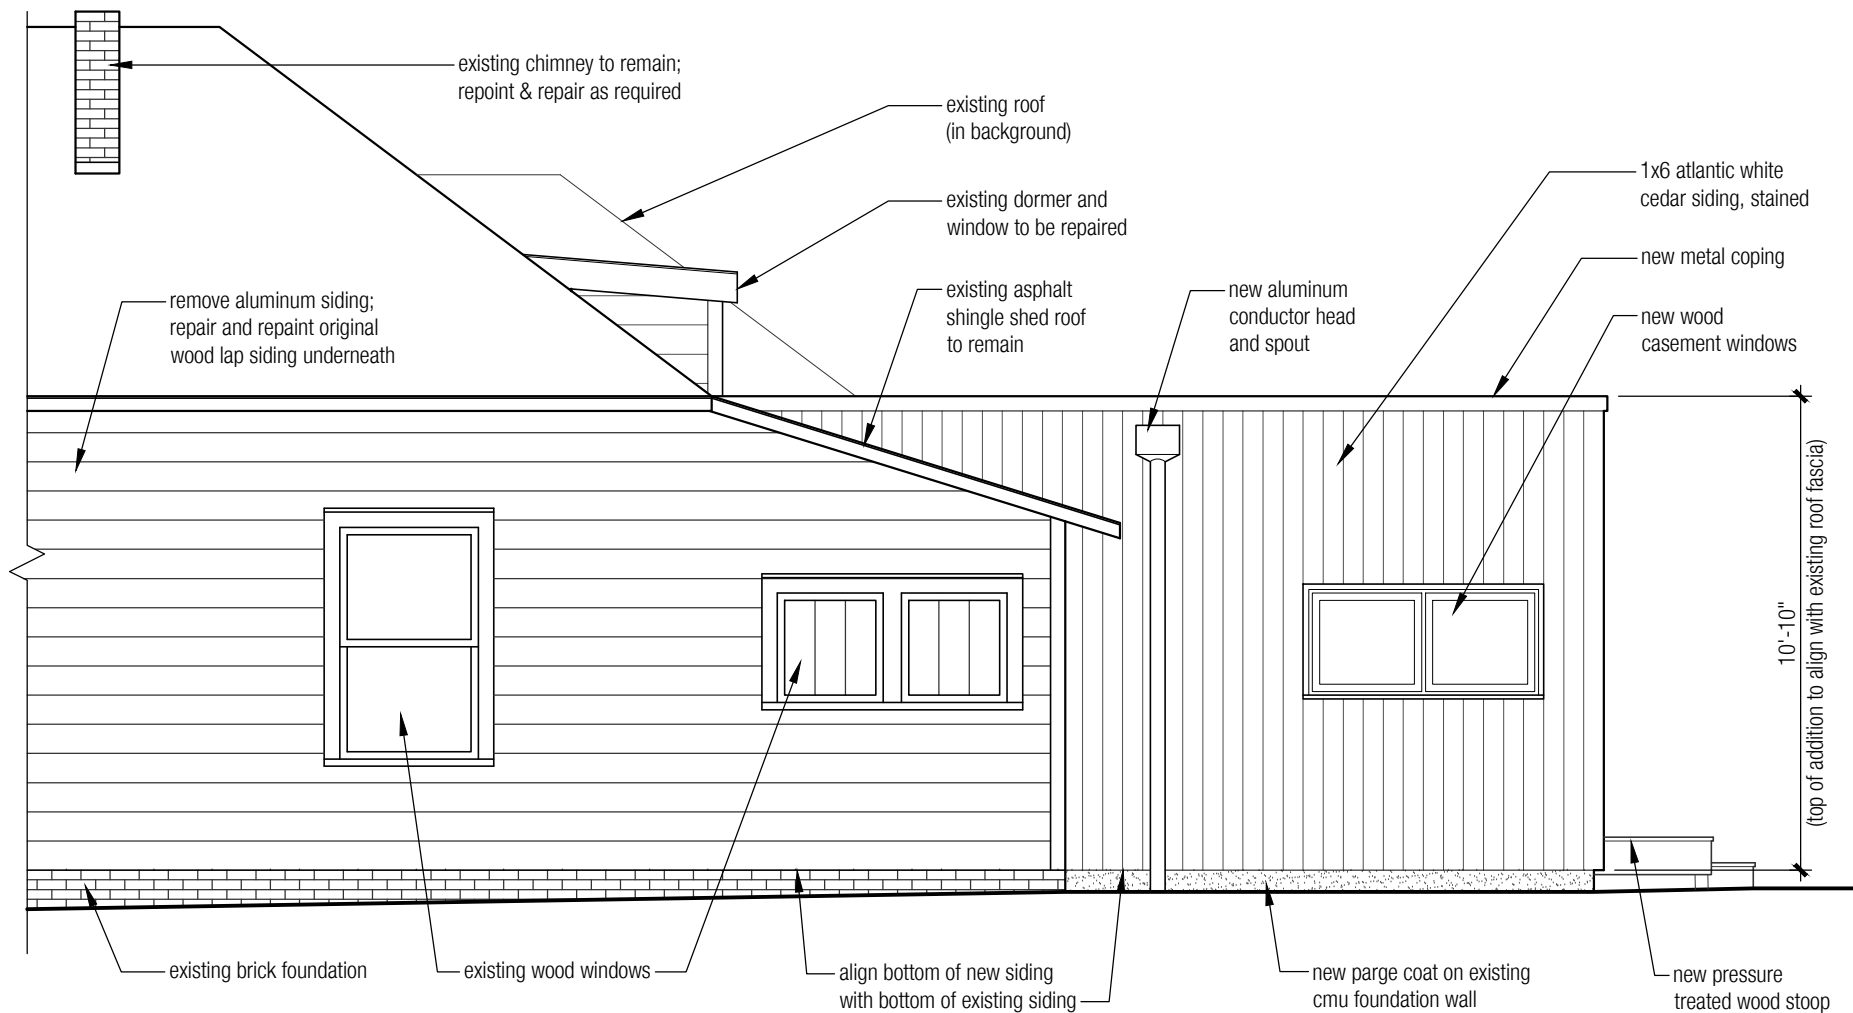 existing chimney to remain;
repoint & repair as required
existing roof
(in background)
1x6 atlantic white
cedar siding, stained
existing dormer and
window to be repaired
new metal coping
remove aluminum siding;
repair and repaint original
wood lap siding underneath
existing asphalt
shingle shed roof
to remain
new aluminum
conductor head
and spout
new wood
casement windows
10'-10"
(top of addition to align with existing roof fascia)
existing brick foundation
existing wood windows
align bottom of new siding
with bottom of existing siding
new parge coat on existing
cmu foundation wall
new pressure
treated wood stoop